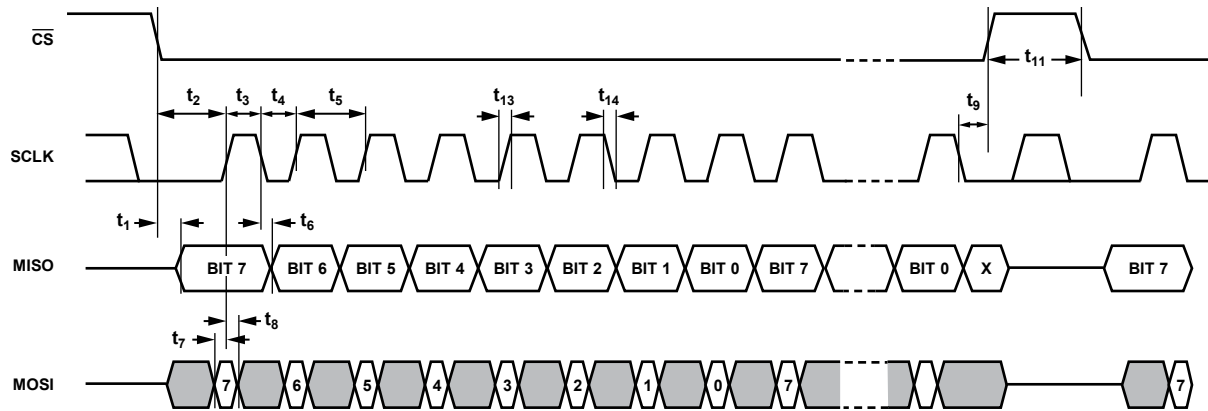 CS
t11
t2 t3 t4 t5 t13 t14 t9
SCLK
t1 t6
MISO BIT 7 BIT 6 BIT 5 BIT 4 BIT 3 BIT 2 BIT 1 BIT 0 BIT 7 BIT 0 X BIT 7
t7 t8
MOSI 7 6 5 4 3 2 1 0 7 7